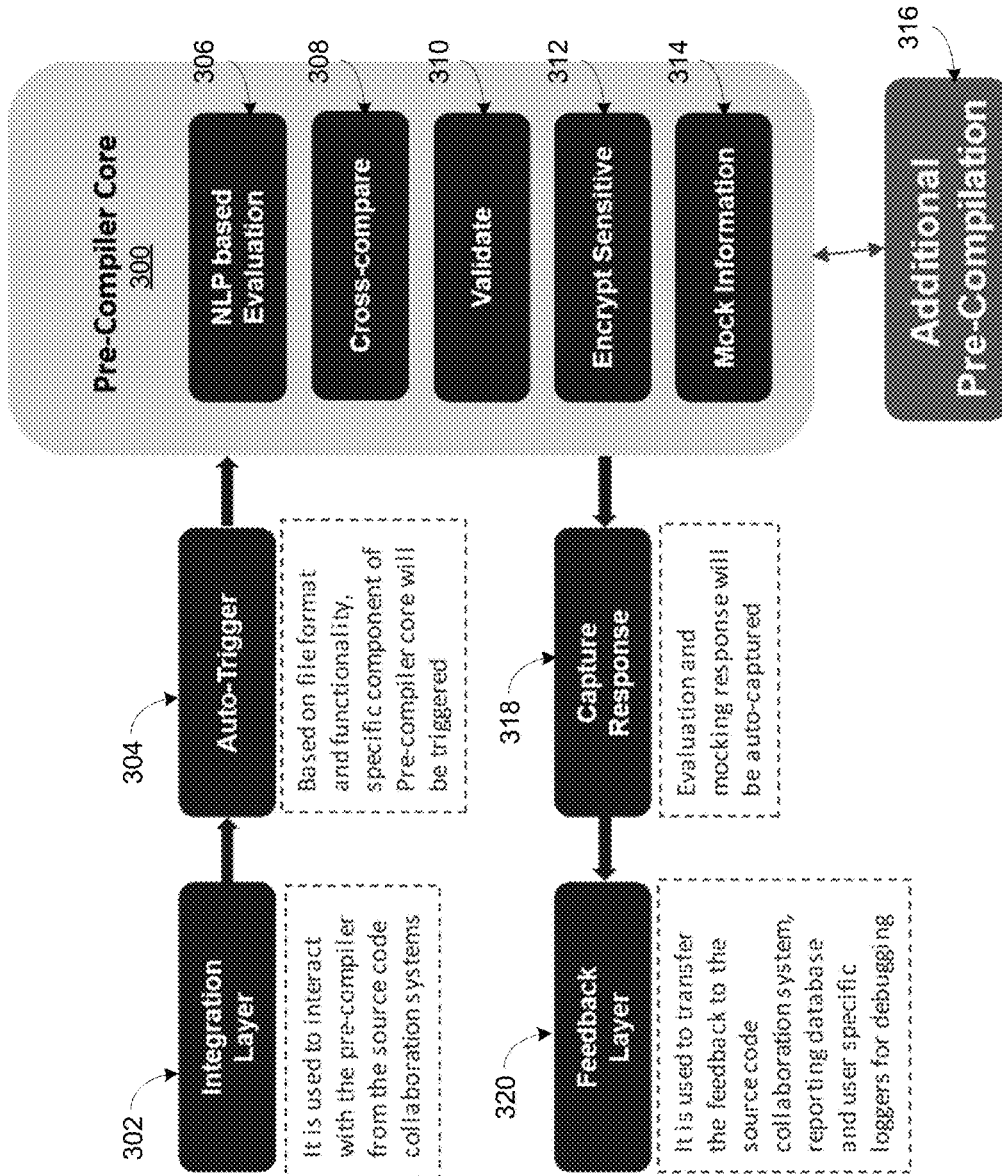 302
Integration
Layer
It is used to interact
with the pre-compiler
from the source code
collaboration systems
304
Auto-Trigger
Based on file format
and functionality,
specific component of
Pre-compiler core will
be triggered
Pre-Compiler Core
300
NLP based
Evaluation
306
Cross-compare
308
Validate
310
Encrypt Sensitive
312
Mock Information
314
Additional
Pre-Compilation
316
318
Capture
Response
Evaluation and
mocking response will
be auto-captured
320
Feedback
Layer
It is used to transfer
the feedback to the
source code
collaboration system,
reporting database
and user specific
loggers for debugging